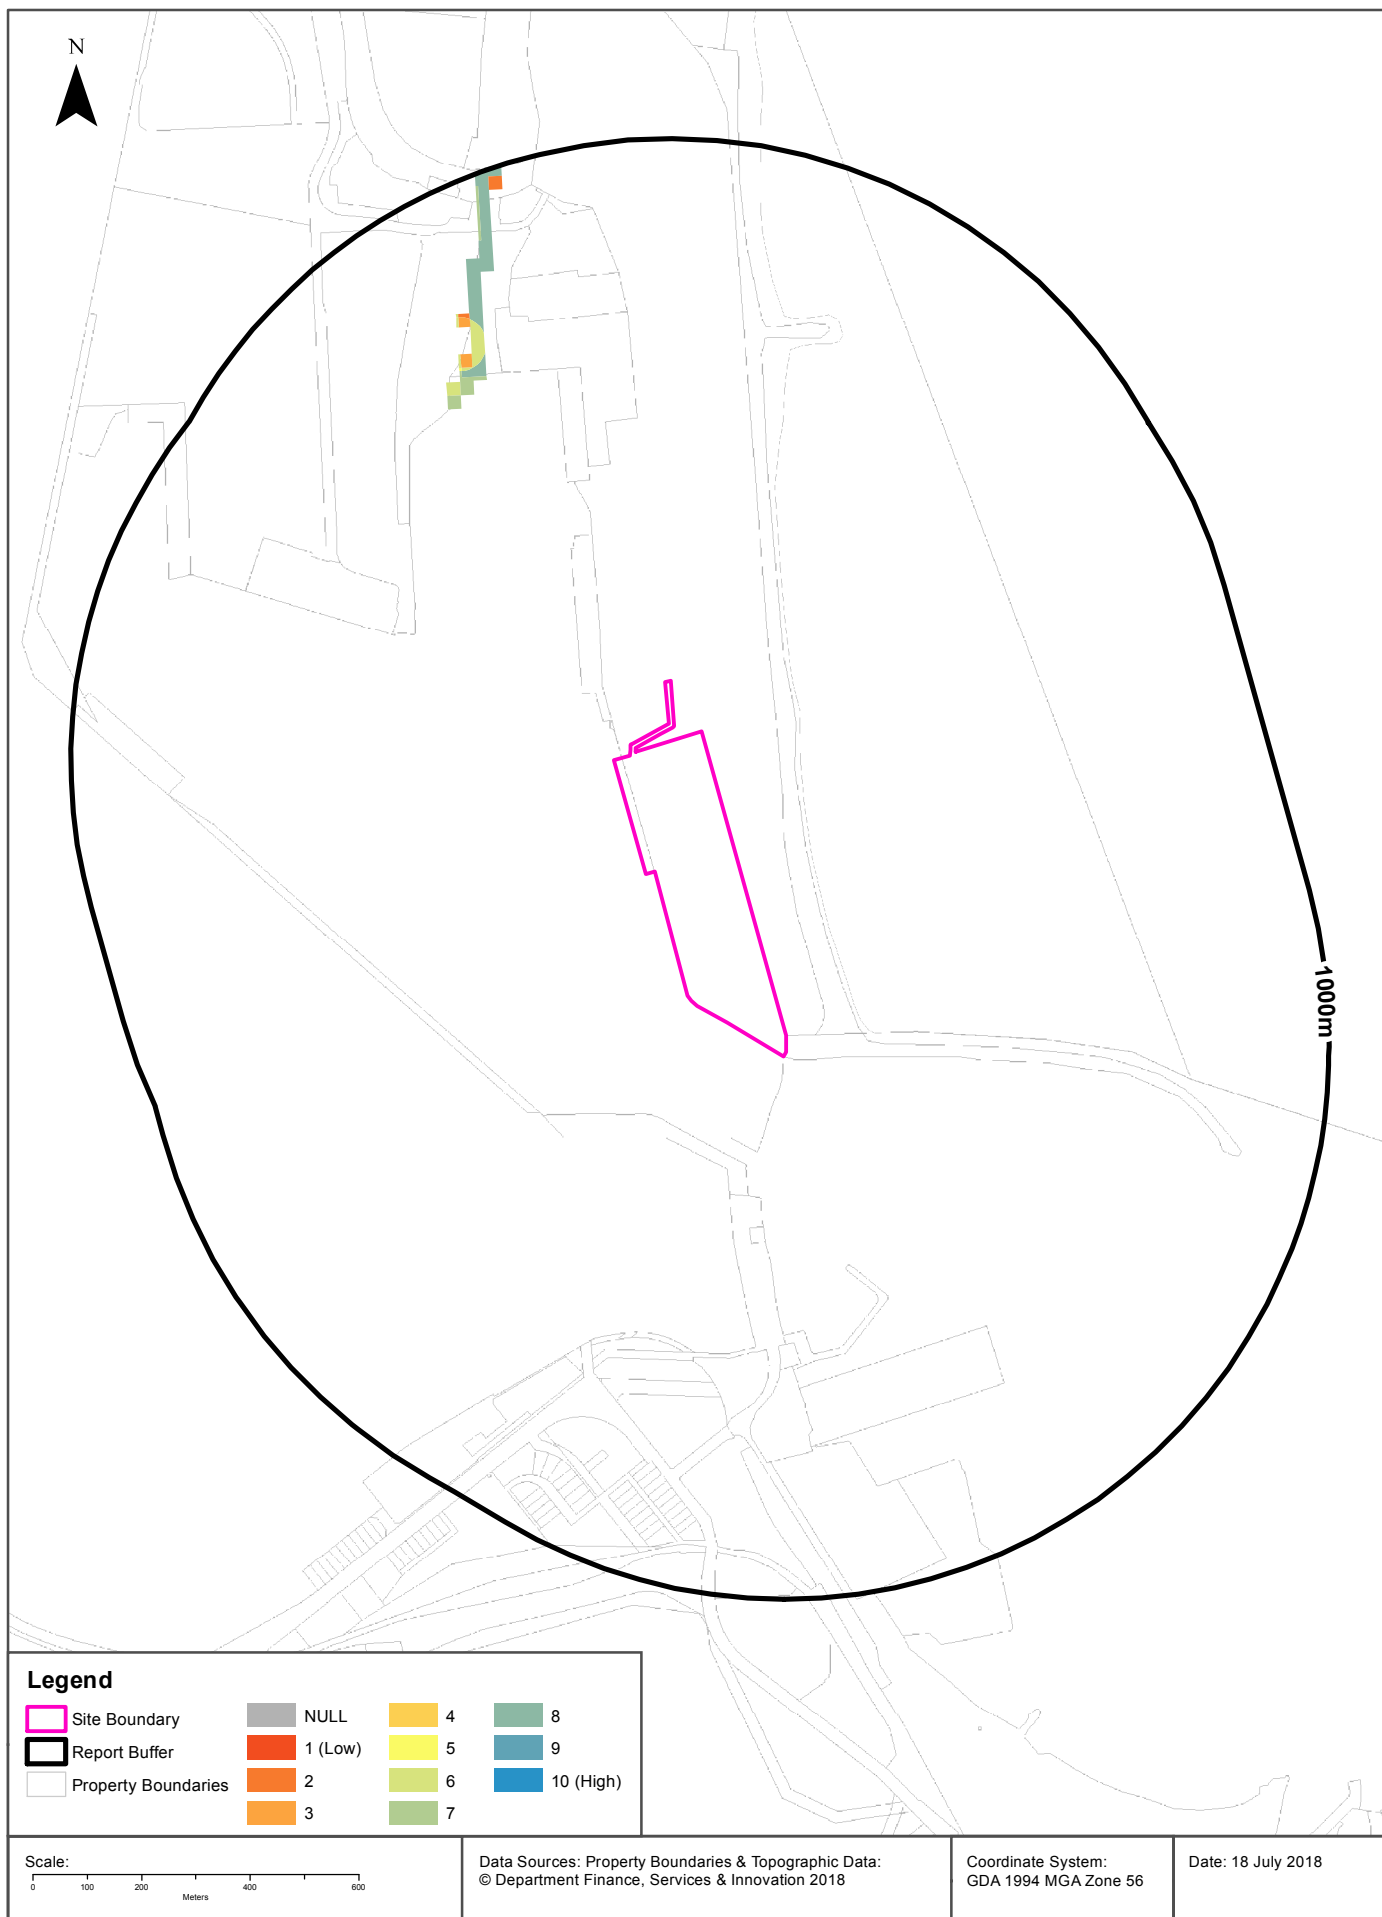 N
1000m
Legend
Site Boundary
Report Buffer
Property Boundaries
NULL
1 (Low)
2
3
4
5
6
7
8
9
10 (High)
Scale:
0 100 200 400 600
Meters
Data Sources: Property Boundaries & Topographic Data:
© Department Finance, Services & Innovation 2018
Coordinate System:
GDA 1994 MGA Zone 56
Date: 18 July 2018